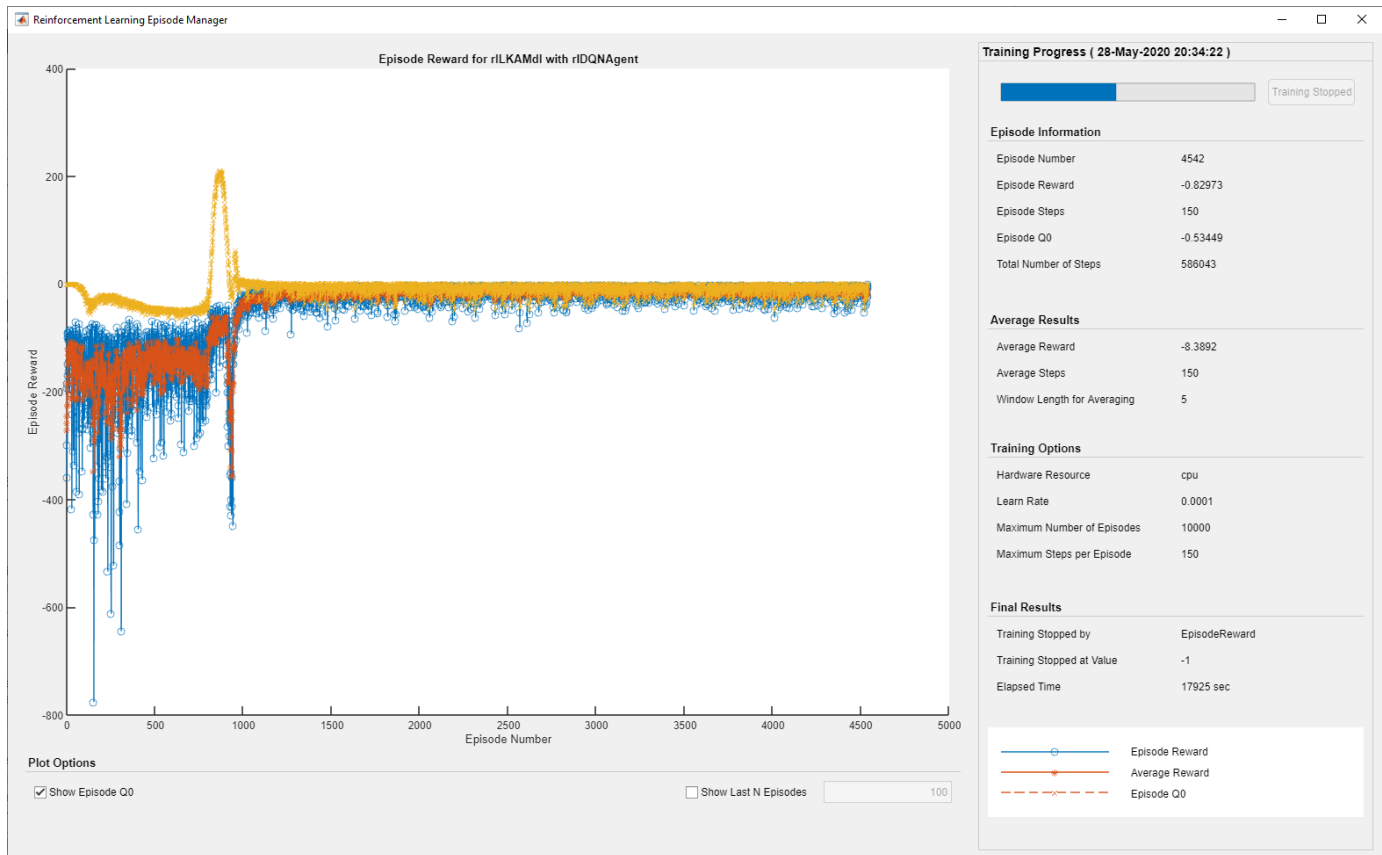 Reinforcement Learning Episode Manager
Episode Reward for rlLKAMdl with rlDQNAgent
400
200
0
-200
-400
-600
-800
Episode Reward
0 500 1000 1500 2000 2500 3000 3500 4000 4500 5000
Episode Number
Plot Options
Show Episode Q0
Show Last N Episodes 100
Training Progress ( 28-May-2020 20:34:22 )
Training Stopped
Episode Information
Episode Number 4542
Episode Reward -0.82973
Episode Steps 150
Episode Q0 -0.53449
Total Number of Steps 586043
Average Results
Average Reward -8.3892
Average Steps 150
Window Length for Averaging 5
Training Options
Hardware Resource cpu
Learn Rate 0.0001
Maximum Number of Episodes 10000
Maximum Steps per Episode 150
Final Results
Training Stopped by EpisodeReward
Training Stopped at Value -1
Elapsed Time 17925 sec
Episode Reward
Average Reward
Episode Q0